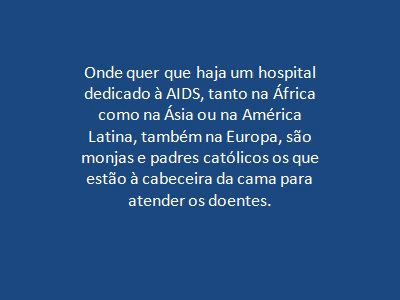 Onde quer que haja um hospital
dedicado à AIDS, tanto na África
como na Ásia ou na América
Latina, também na Europa, são
monjas e padres católicos os que
estão à cabeceira da cama para
atender os doentes.